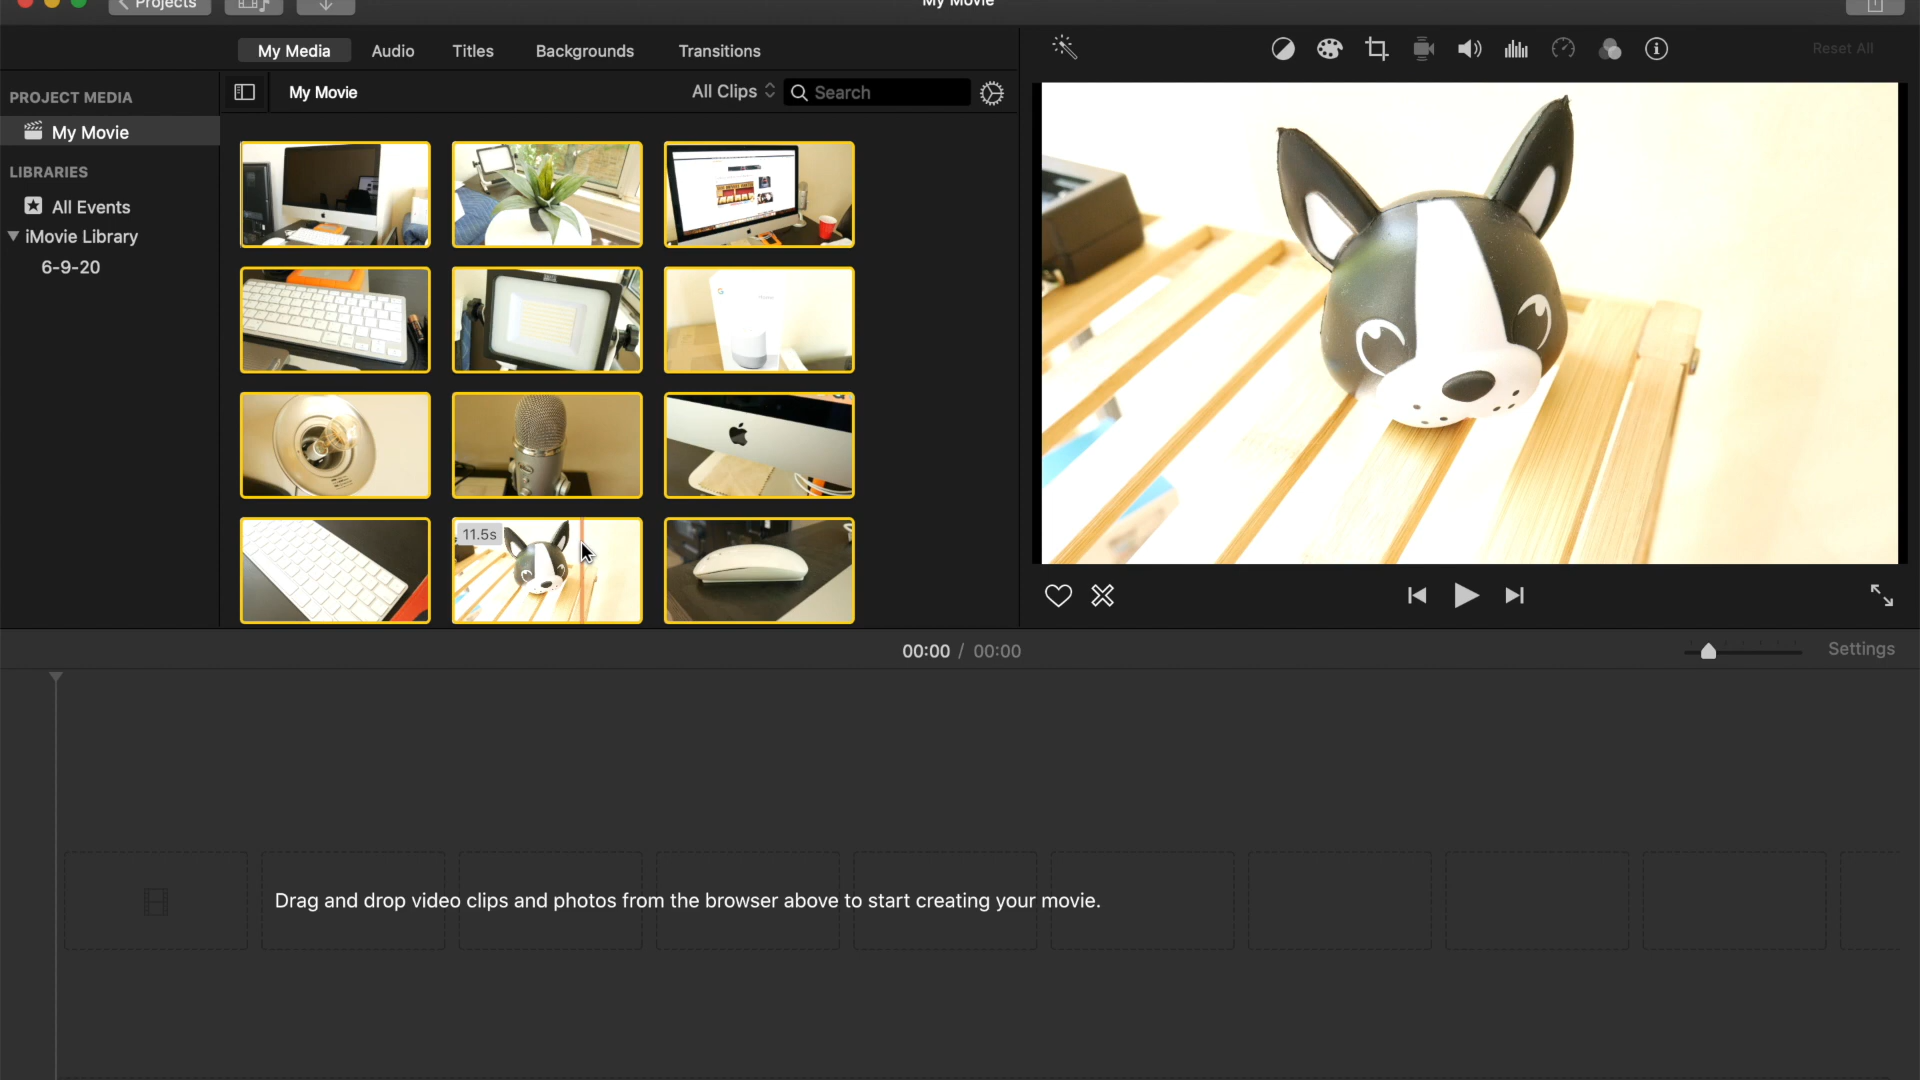 Projects
My Movie
My Media
Audio
Titles
Backgrounds
Transitions
Reset All
PROJECT MEDIA
My Movie
LIBRARIES
All Events
iMovie Library
6-9-20
My Movie
All Clips
Search
11.5s
00:00 / 00:00
Settings
Drag and drop video clips and photos from the browser above to start creating your movie.